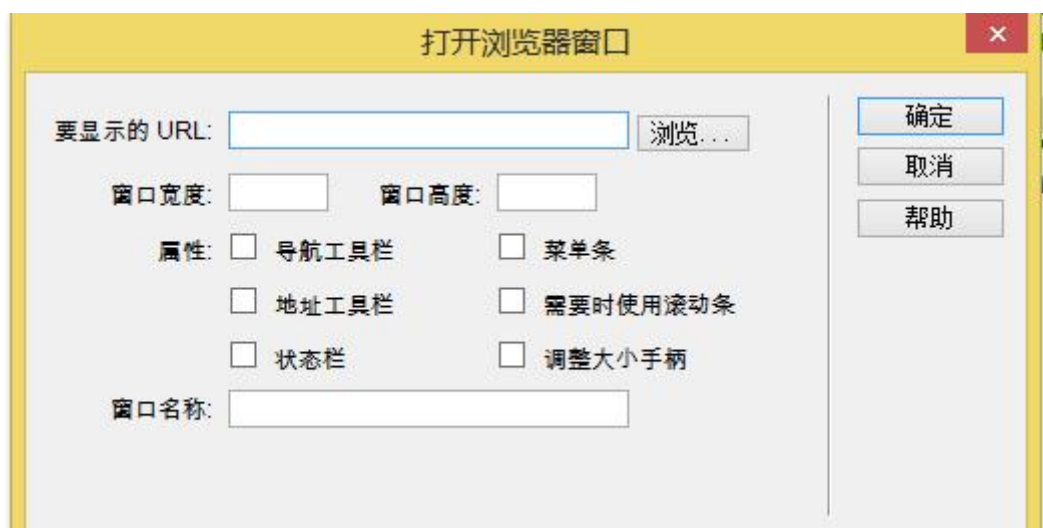 打开浏览器窗口
要显示的 URL: 浏览...
确定
取消
帮助
窗口宽度: 窗口高度:
属性: 导航工具栏 菜单条
地址工具栏 需要时使用滚动条
状态栏 调整大小手柄
窗口名称: